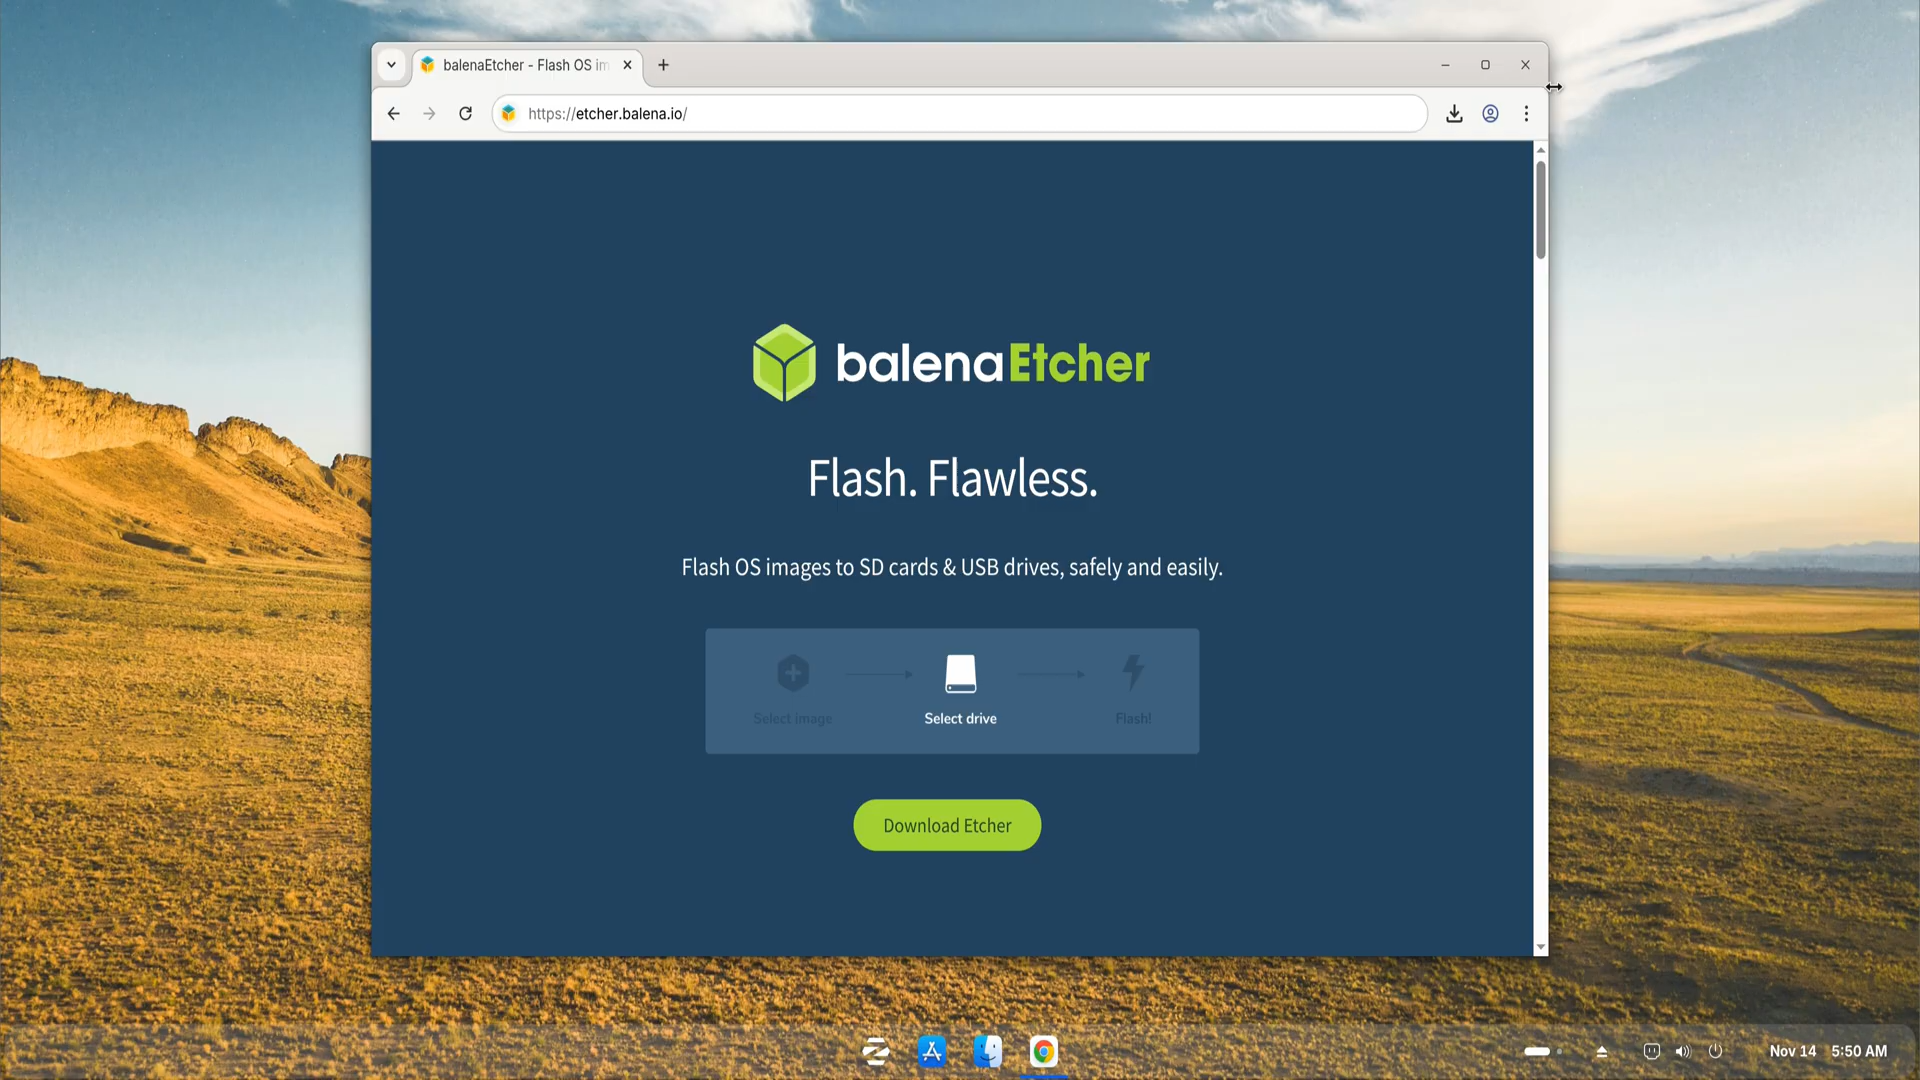 balenaEtcher - Flash OS im
https://etcher.balena.io/
balenaEtcher
Flash. Flawless.
Flash OS images to SD cards & USB drives, safely and easily.
Select image
Select drive
Flash!
Download Etcher
Nov 14 5:50 AM